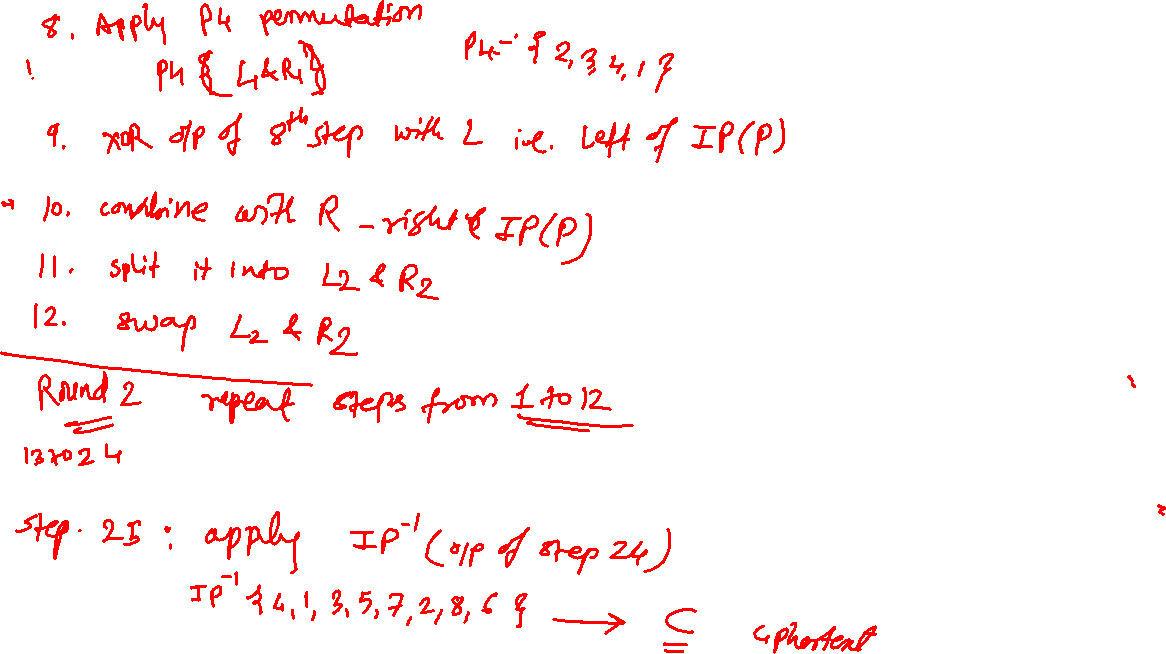 8. Apply P4 permutation
P4 { L1 & R1 }
P4 - { 2, 3, 4, 1 }
9. XOR o/p of 8th step with L i.e. Left of IP(P)
10. combine with R - right of IP(P)
11. split it into L2 & R2
12. swap L2 & R2
Round 2 repeat steps from 1 to 12
13 to 24
step. 25 : apply IP-1 (o/p of step 24)
IP-1 { 4, 1, 3, 5, 7, 2, 8, 6 } → C ciphertext